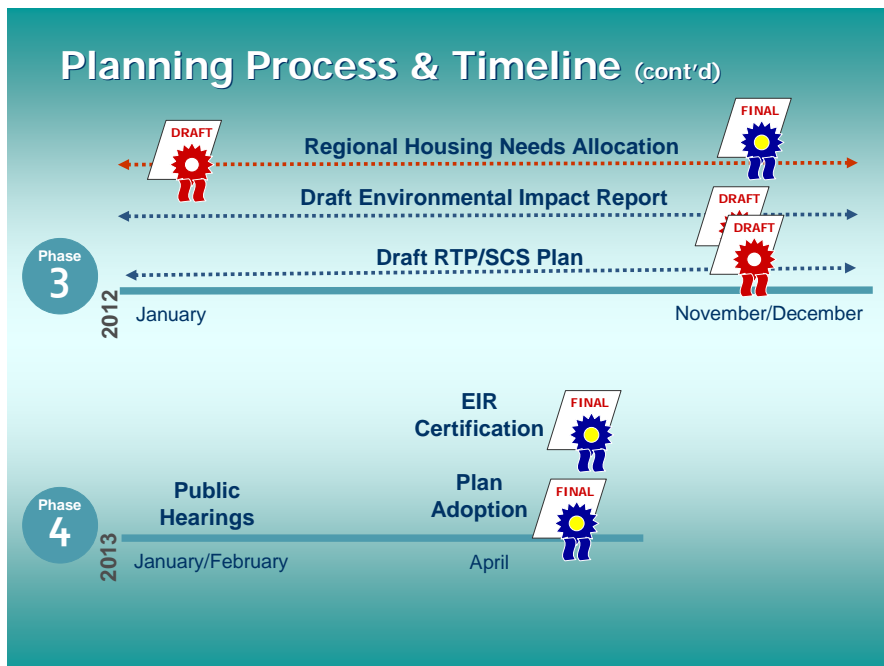 Planning Process & Timeline (cont'd)
DRAFT
FINAL
Regional Housing Needs Allocation
Draft Environmental Impact Report
DRAFT
DRAFT
Draft RTP/SCS Plan
Phase
3
2012
January
November/December
EIR
Certification
FINAL
Phase
4
Public
Hearings
Plan
Adoption
FINAL
2013
January/February
April